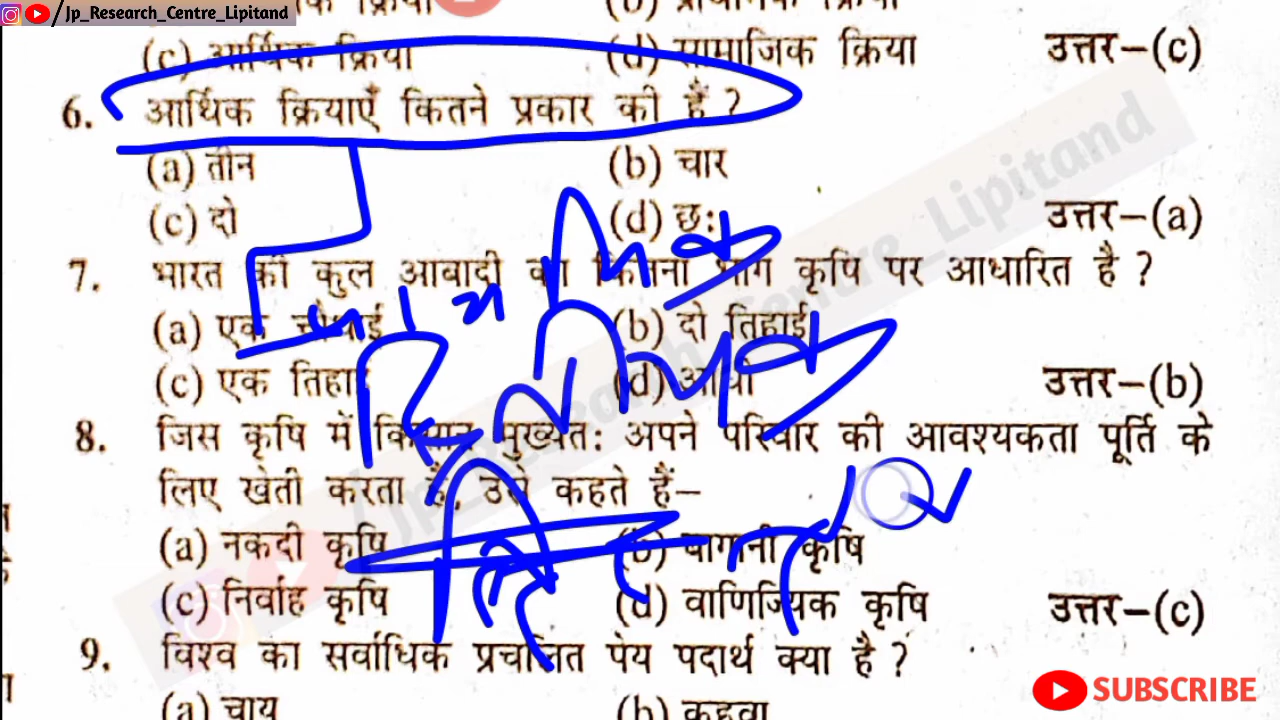 /Jp_Research_Centre_Lipitand
(c) आर्थिक क्रिया (d) सामाजिक क्रिया उत्तर–(c)
6. आर्थिक क्रियाएँ कितने प्रकार की हैं ?
(a) तीन (b) चार
(c) दो (d) छः उत्तर–(a)
7. भारत की कुल आबादी का कितना भाग कृषि पर आधारित है ?
(a) एक चौथाई (b) दो तिहाई
(c) एक तिहाई (d) आधी उत्तर–(b)
8. जिस कृषि में किसान मुख्यतः अपने परिवार की आवश्यकता पूर्ति के
लिए खेती करता है, उसे कहते हैं–
(a) नकदी कृषि (b) बागानी कृषि
(c) निर्वाह कृषि (d) वाणिज्यिक कृषि उत्तर–(c)
9. विश्व का सर्वाधिक प्रचलित पेय पदार्थ क्या है ?
(a) चाय (b) कहवा
SUBSCRIBE